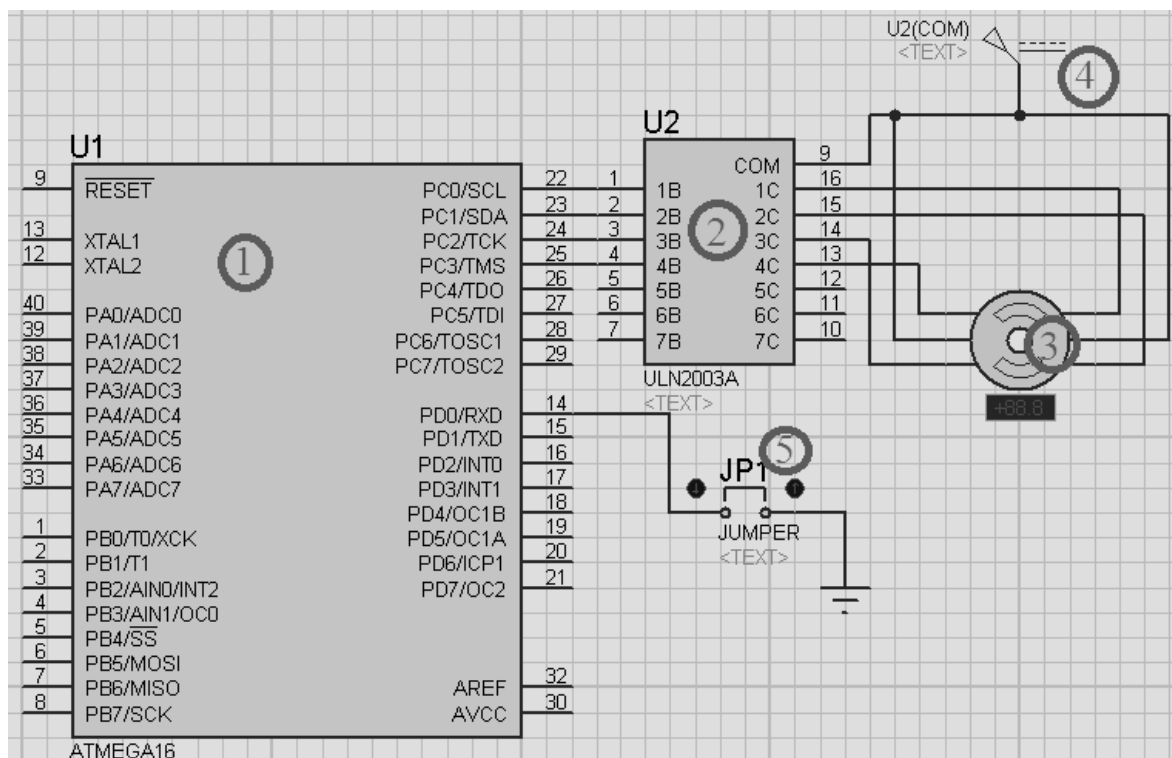 U2(COM)
<TEXT>
4
U1
ATMEGA16
1
9 RESET
13 XTAL1
12 XTAL2
40 PA0/ADC0
39 PA1/ADC1
38 PA2/ADC2
37 PA3/ADC3
36 PA4/ADC4
35 PA5/ADC5
34 PA6/ADC6
33 PA7/ADC7
1 PB0/T0/XCK
2 PB1/T1
3 PB2/AIN0/INT2
4 PB3/AIN1/OC0
5 PB4/SS
6 PB5/MOSI
7 PB6/MISO
8 PB7/SCK
PC0/SCL 22
PC1/SDA 23
PC2/TCK 24
PC3/TMS 25
PC4/TDO 26
PC5/TDI 27
PC6/TOSC1 28
PC7/TOSC2 29
PD0/RXD 14
PD1/TXD 15
PD2/INT0 16
PD3/INT1 17
PD4/OC1B 18
PD5/OC1A 19
PD6/ICP1 20
PD7/OC2 21
AREF 32
AVCC 30
U2
2
COM 9
1 1B 1C 16
2 2B 2C 15
3 3B 3C 14
4 4B 4C 13
5 5B 5C 12
6 6B 6C 11
7 7B 7C 10
ULN2003A
<TEXT>
3
+88.8
5
JP1
JUMPER
<TEXT>